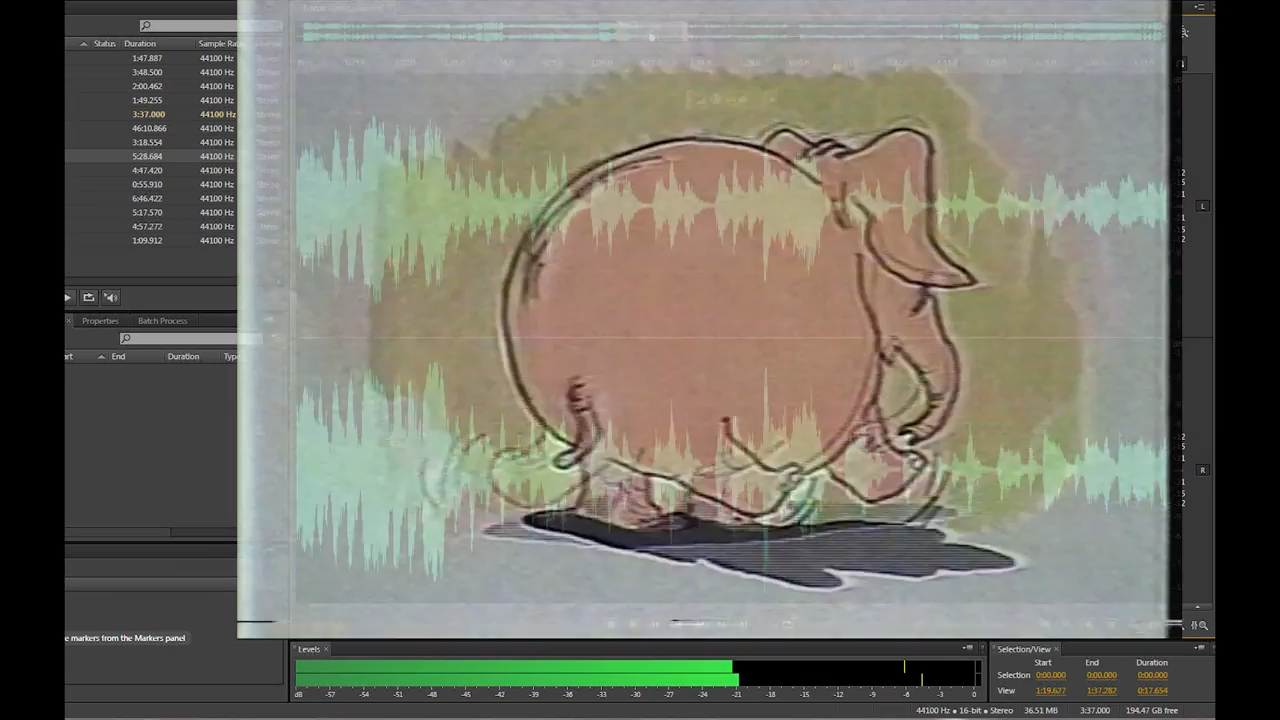 Status Duration Sample Ra
1:47.887 44100 Hz
3:48.500 44100 Hz
2:00.462 44100 Hz
1:49.255 44100 Hz
3:37.000 44100 Hz
46:10.866 44100 Hz
3:18.554 44100 Hz
5:28.684 44100 Hz
4:47.420 44100 Hz
0:55.910 44100 Hz
6:46.422 44100 Hz
5:17.570 44100 Hz
4:57.272 44100 Hz
1:09.912 44100 Hz
Properties Batch Process
art End Duration Type
e markers from the Markers panel
L
R
Levels
dB -57 -54 -51 -48 -45 -42 -39 -36 -33 -30 -27 -24 -21 -18 -15 -12 -9 -6 -3 0
Selection/View
Start End Duration
Selection 0:00.000 0:00.000 0:00.000
View 1:19.627 1:37.287 0:17.654
44100 Hz • 16-bit • Stereo 36.51 MB 3:37.000 194.47 GB free